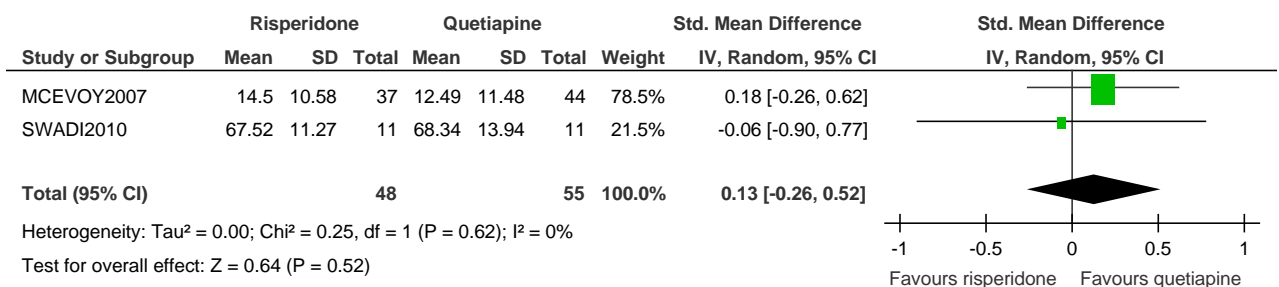 Risperidone Quetiapine Std. Mean Difference Std. Mean Difference
Study or Subgroup Mean SD Total Mean SD Total Weight IV, Random, 95% CI IV, Random, 95% CI
MCEVOY2007 14.5 10.58 37 12.49 11.48 44 78.5% 0.18 [-0.26, 0.62]
SWADI2010 67.52 11.27 11 68.34 13.94 11 21.5% -0.06 [-0.90, 0.77]
Total (95% CI) 48 55 100.0% 0.13 [-0.26, 0.52]
Heterogeneity: Tau² = 0.00; Chi² = 0.25, df = 1 (P = 0.62); I² = 0%
Test for overall effect: Z = 0.64 (P = 0.52)
-1 -0.5 0 0.5 1
Favours risperidone Favours quetiapine